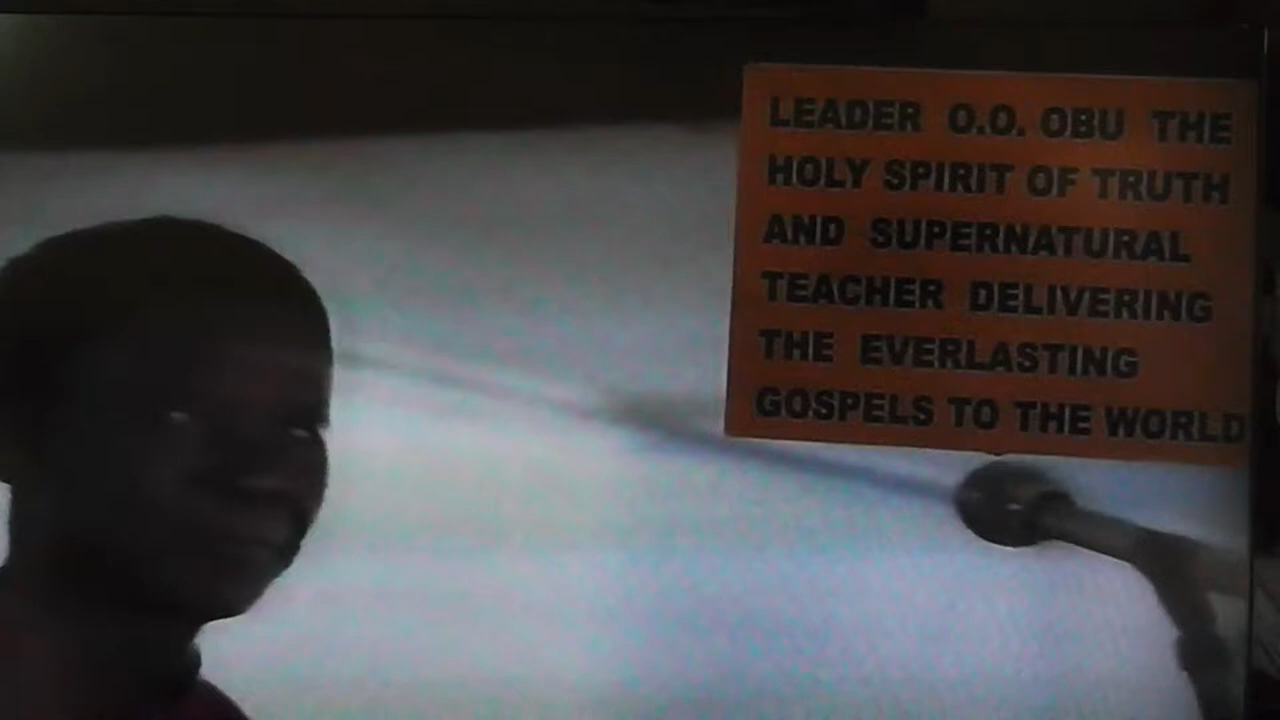 LEADER O.O. OBU THE
HOLY SPIRIT OF TRUTH
AND SUPERNATURAL
TEACHER DELIVERING
THE EVERLASTING
GOSPELS TO THE WORLD